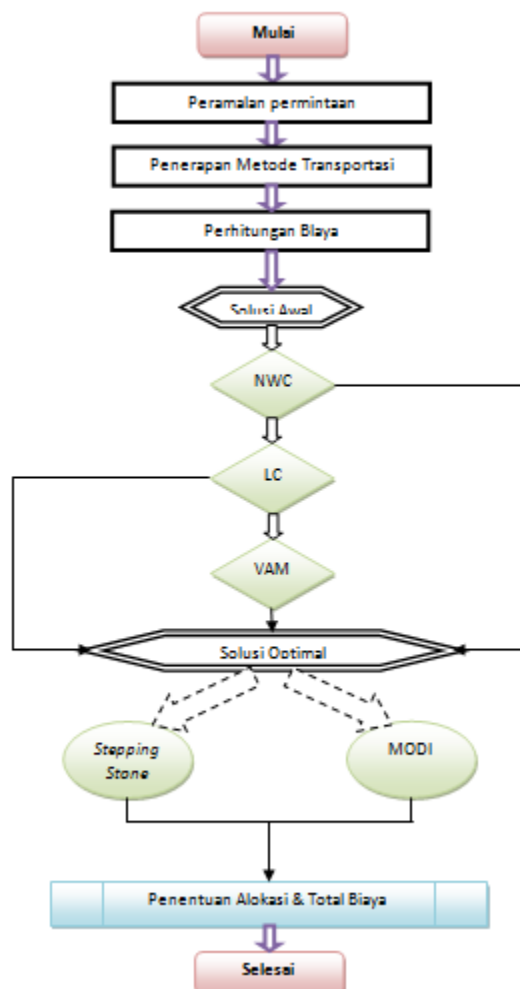 Mulai
Peramalan permintaan
Penerapan Metode Transportasi
Perhitungan BIaya
Solusi Awal
NWC
LC
VAM
Solusi Optimal
Stepping
Stone
MODI
Penentuan Alokasi & Total Biaya
Selesai